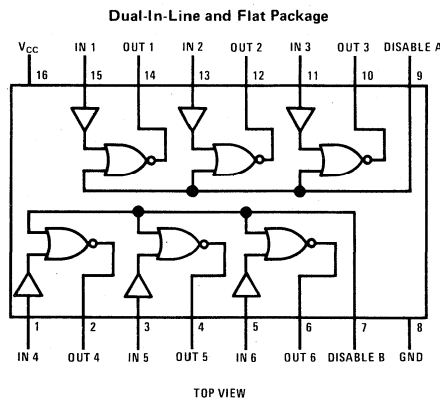 Dual-In-Line and Flat Package
VCC IN 1 OUT 1 IN 2 OUT 2 IN 3 OUT 3 DISABLE A
16 15 14 13 12 11 10 9
1 2 3 4 5 6 7 8
IN 4 OUT 4 IN 5 OUT 5 IN 6 OUT 6 DISABLE B GND
TOP VIEW